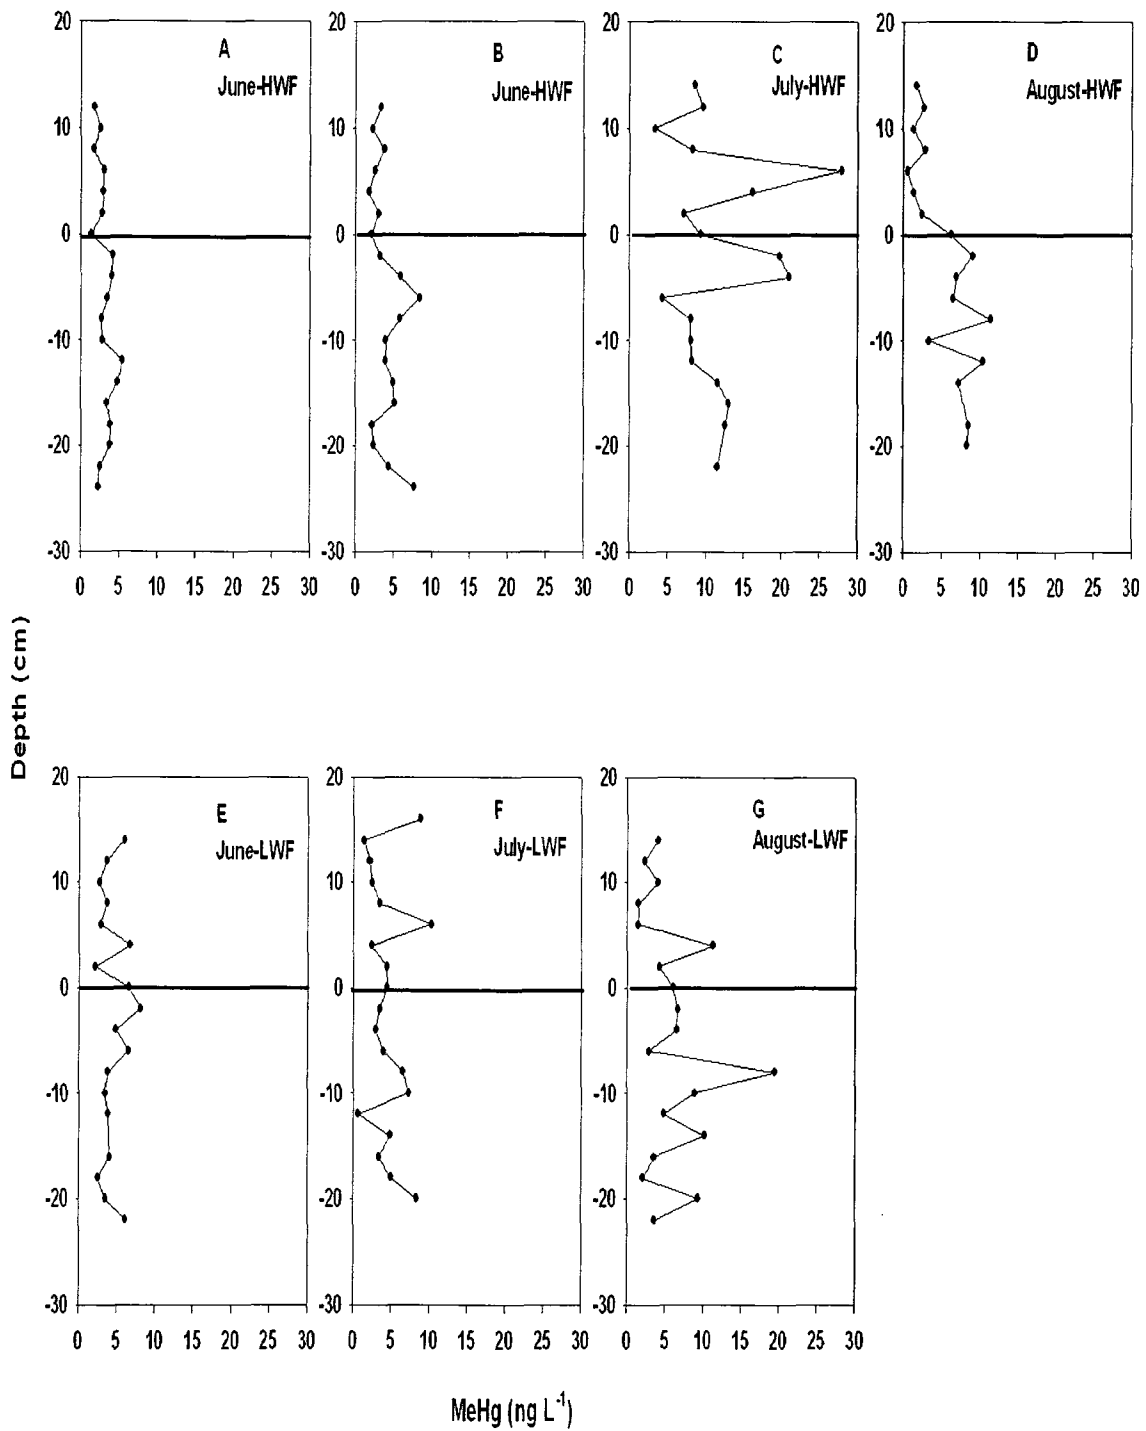 20 20 20 20
A B C D
June-HWF June-HWF July-HWF August-HWF
10 10 10 10
0 0 0 0
-10 -10 -10 -10
-20 -20 -20 -20
-30 -30 -30 -30
0 5 10 15 20 25 30 0 5 10 15 20 25 30 0 5 10 15 20 25 30 0 5 10 15 20 25 30
Depth (cm)
20 20 20
E F G
June-LWF July-LWF August-LWF
10 10 10
0 0 0
-10 -10 -10
-20 -20 -20
-30 -30 -30
0 5 10 15 20 25 30 0 5 10 15 20 25 30 0 5 10 15 20 25 30
MeHg (ng L⁻¹)